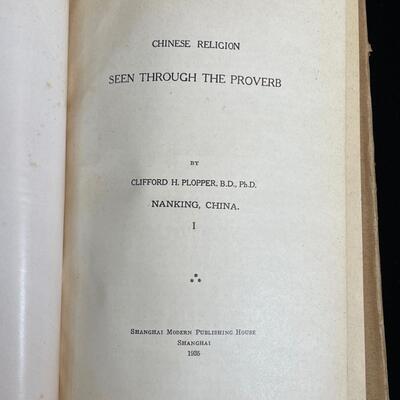 CHINESE RELIGION
SEEN THROUGH THE PROVERB
BY
CLIFFORD H. PLOPPER, B.D., Ph.D.
NANKING, CHINA.
I
SHANGHAI MODERN PUBLISHING HOUSE
SHANGHAI
1935